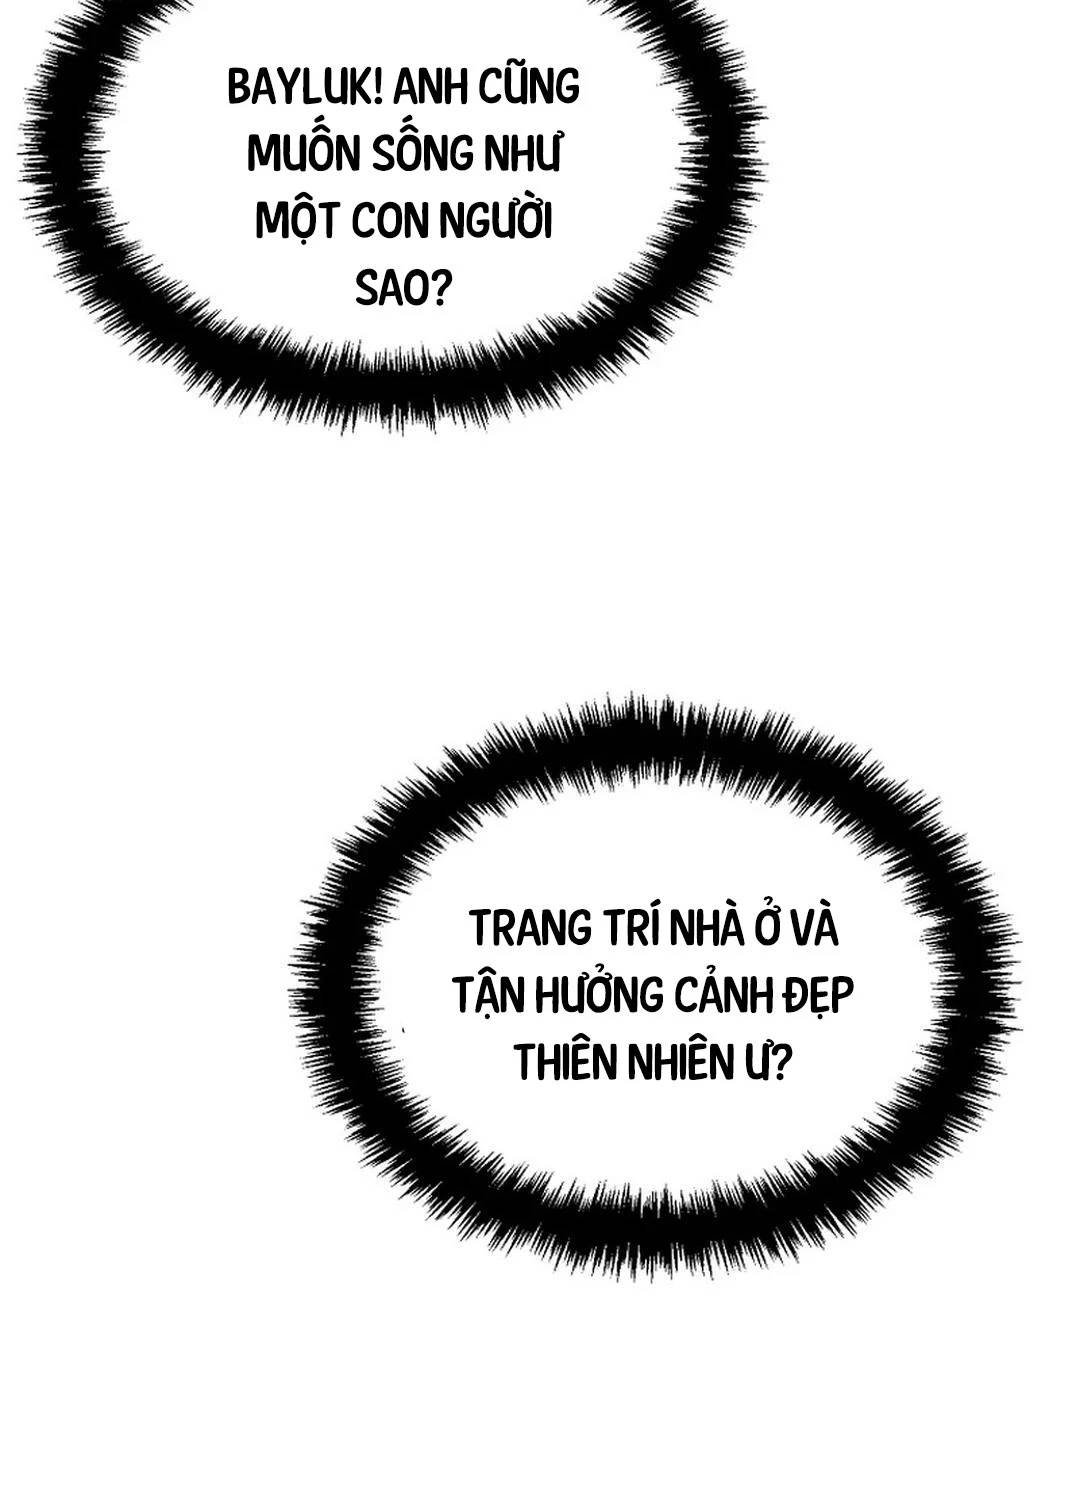 BAYLUK! ANH CŨNG
MUỐN SỐNG NHƯ
MỘT CON NGƯỜI
SAO?
TRANG TRÍ NHÀ Ở VÀ
TẬN HƯỞNG CẢNH ĐẸP
THIÊN NHIÊN Ư?